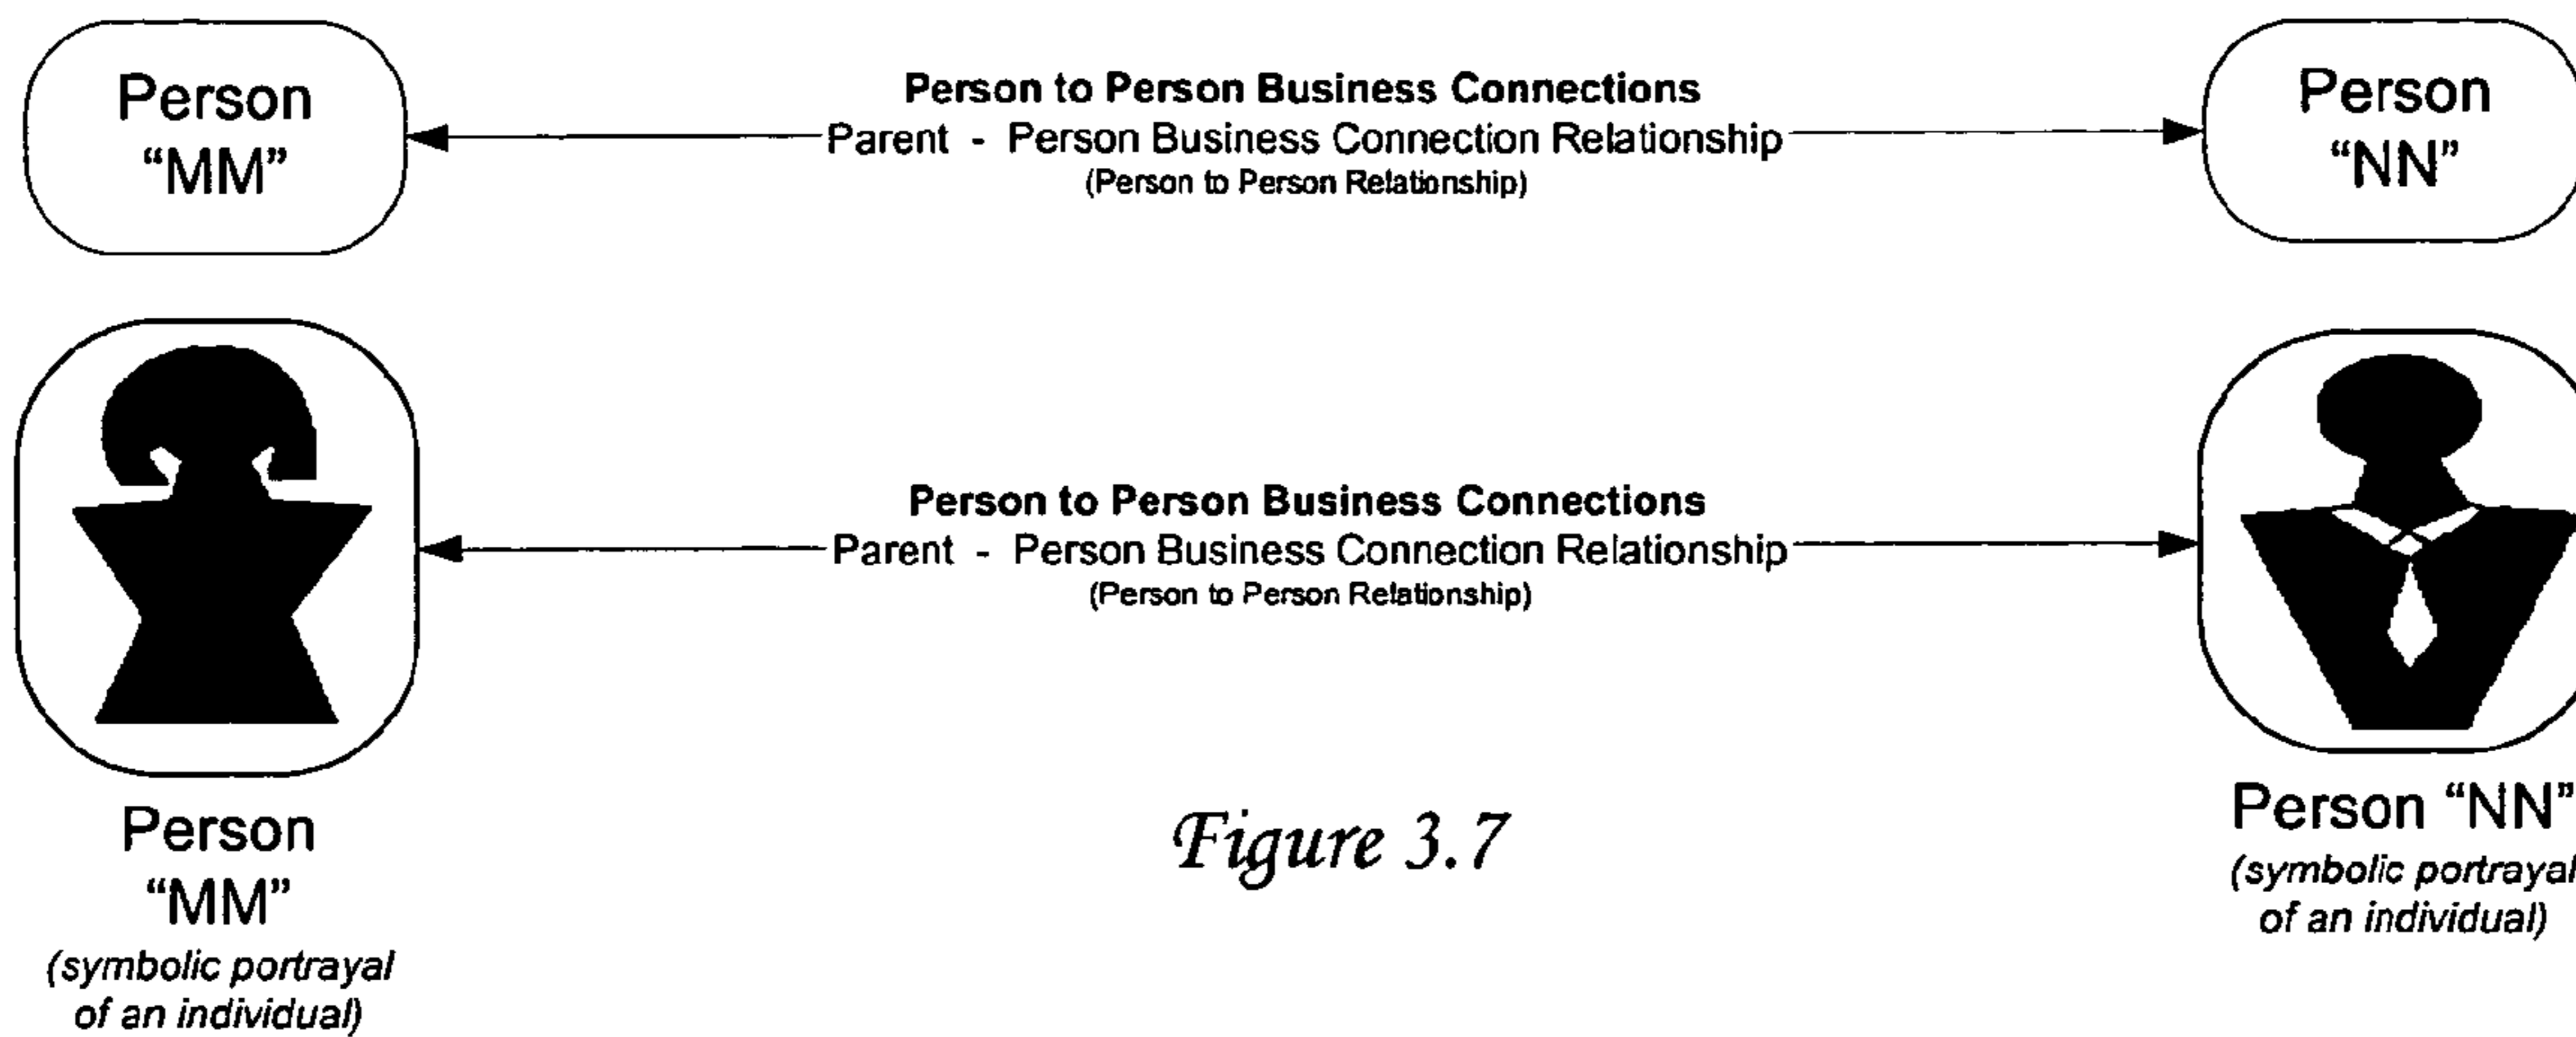 Person
“MM”
Person to Person Business Connections
Parent - Person Business Connection Relationship
(Person to Person Relationship)
Person
“NN”
Person to Person Business Connections
Parent - Person Business Connection Relationship
(Person to Person Relationship)
Person
“MM”
(symbolic portrayal
of an individual)
Figure 3.7
Person “NN”
(symbolic portrayal
of an individual)